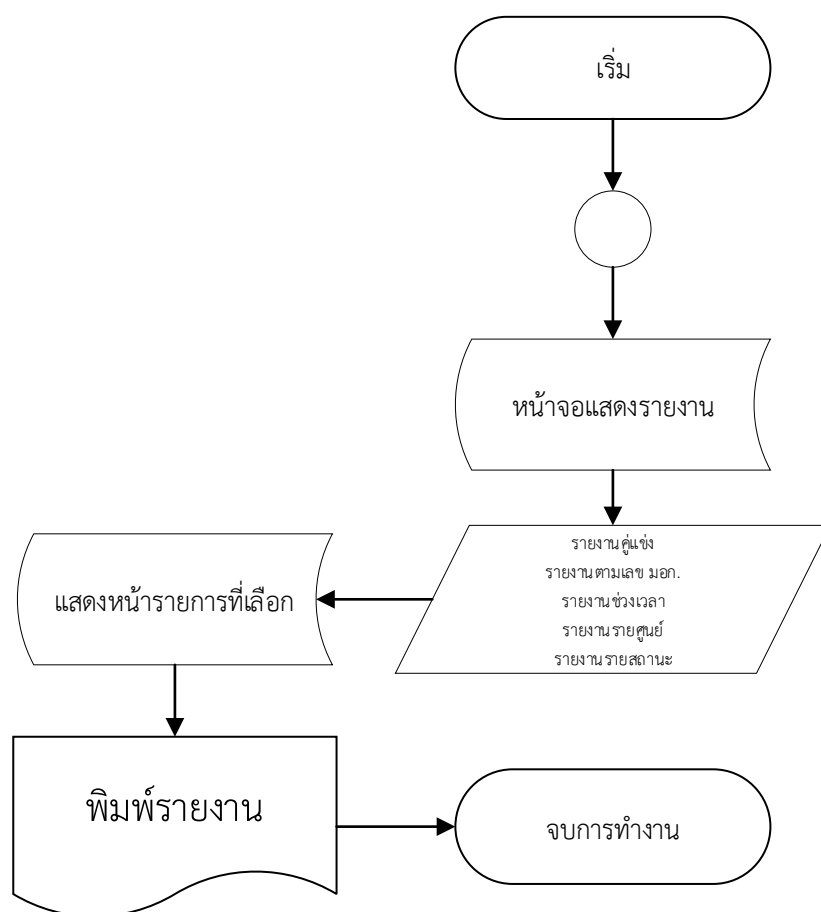 เริ่ม
หน้าจอแสดงรายงาน
รายงานคู่แข่ง
รายงานตามเลข มอก.
รายงานช่วงเวลา
รายงานรายศูนย์
รายงานรายสถานะ
แสดงหน้ารายการที่เลือก
พิมพ์รายงาน
จบการทำงาน